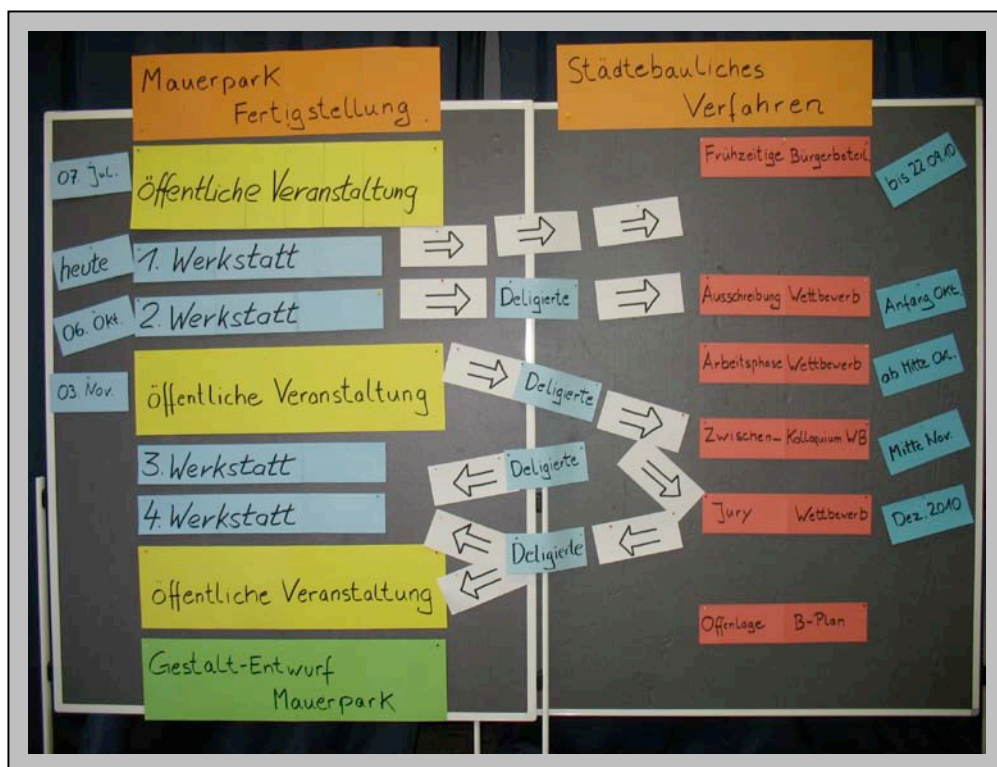 Mauerpark
Fertigstellung
07. Jul.
öffentliche Veranstaltung
heute
1. Werkstatt
06. Okt.
2. Werkstatt
03. Nov.
öffentliche Veranstaltung
3. Werkstatt
4. Werkstatt
öffentliche Veranstaltung
Gestalt-Entwurf
Mauerpark
Deligierte
Deligierte
Deligierte
Deligierte
Städtebauliches
Verfahren
Frühzeitige Bürgerbeteil.
bis 22.09.10
Ausschreibung Wettbewerb
Anfang Okt.
Arbeitsphase Wettbewerb
ab Mitte Okt.
Zwischen- Kolloquium WB
Mitte Nov.
Jury Wettbewerb
Dez. 2010
Offenlage B-Plan